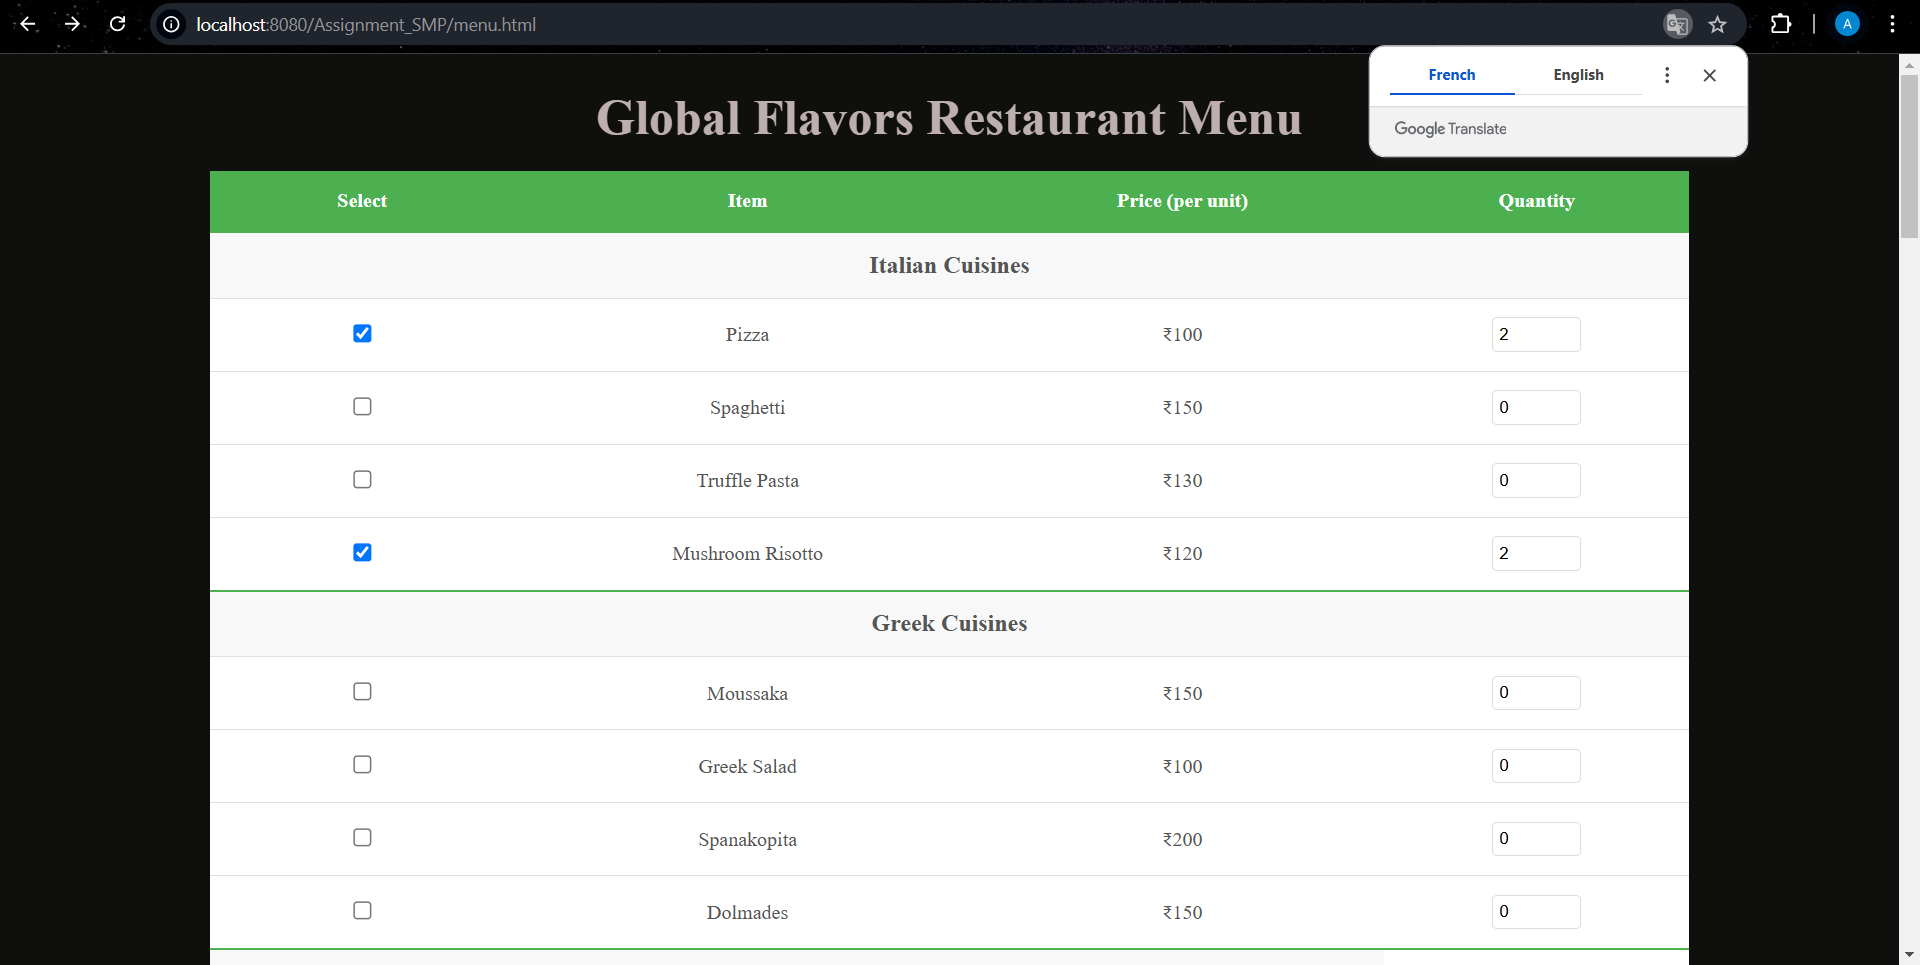 localhost:8080/Assignment_SMP/menu.html
A
French English
Google Translate
Global Flavors Restaurant Menu
Select Item Price (per unit) Quantity
Italian Cuisines
Pizza ₹100 2
Spaghetti ₹150 0
Truffle Pasta ₹130 0
Mushroom Risotto ₹120 2
Greek Cuisines
Moussaka ₹150 0
Greek Salad ₹100 0
Spanakopita ₹200 0
Dolmades ₹150 0